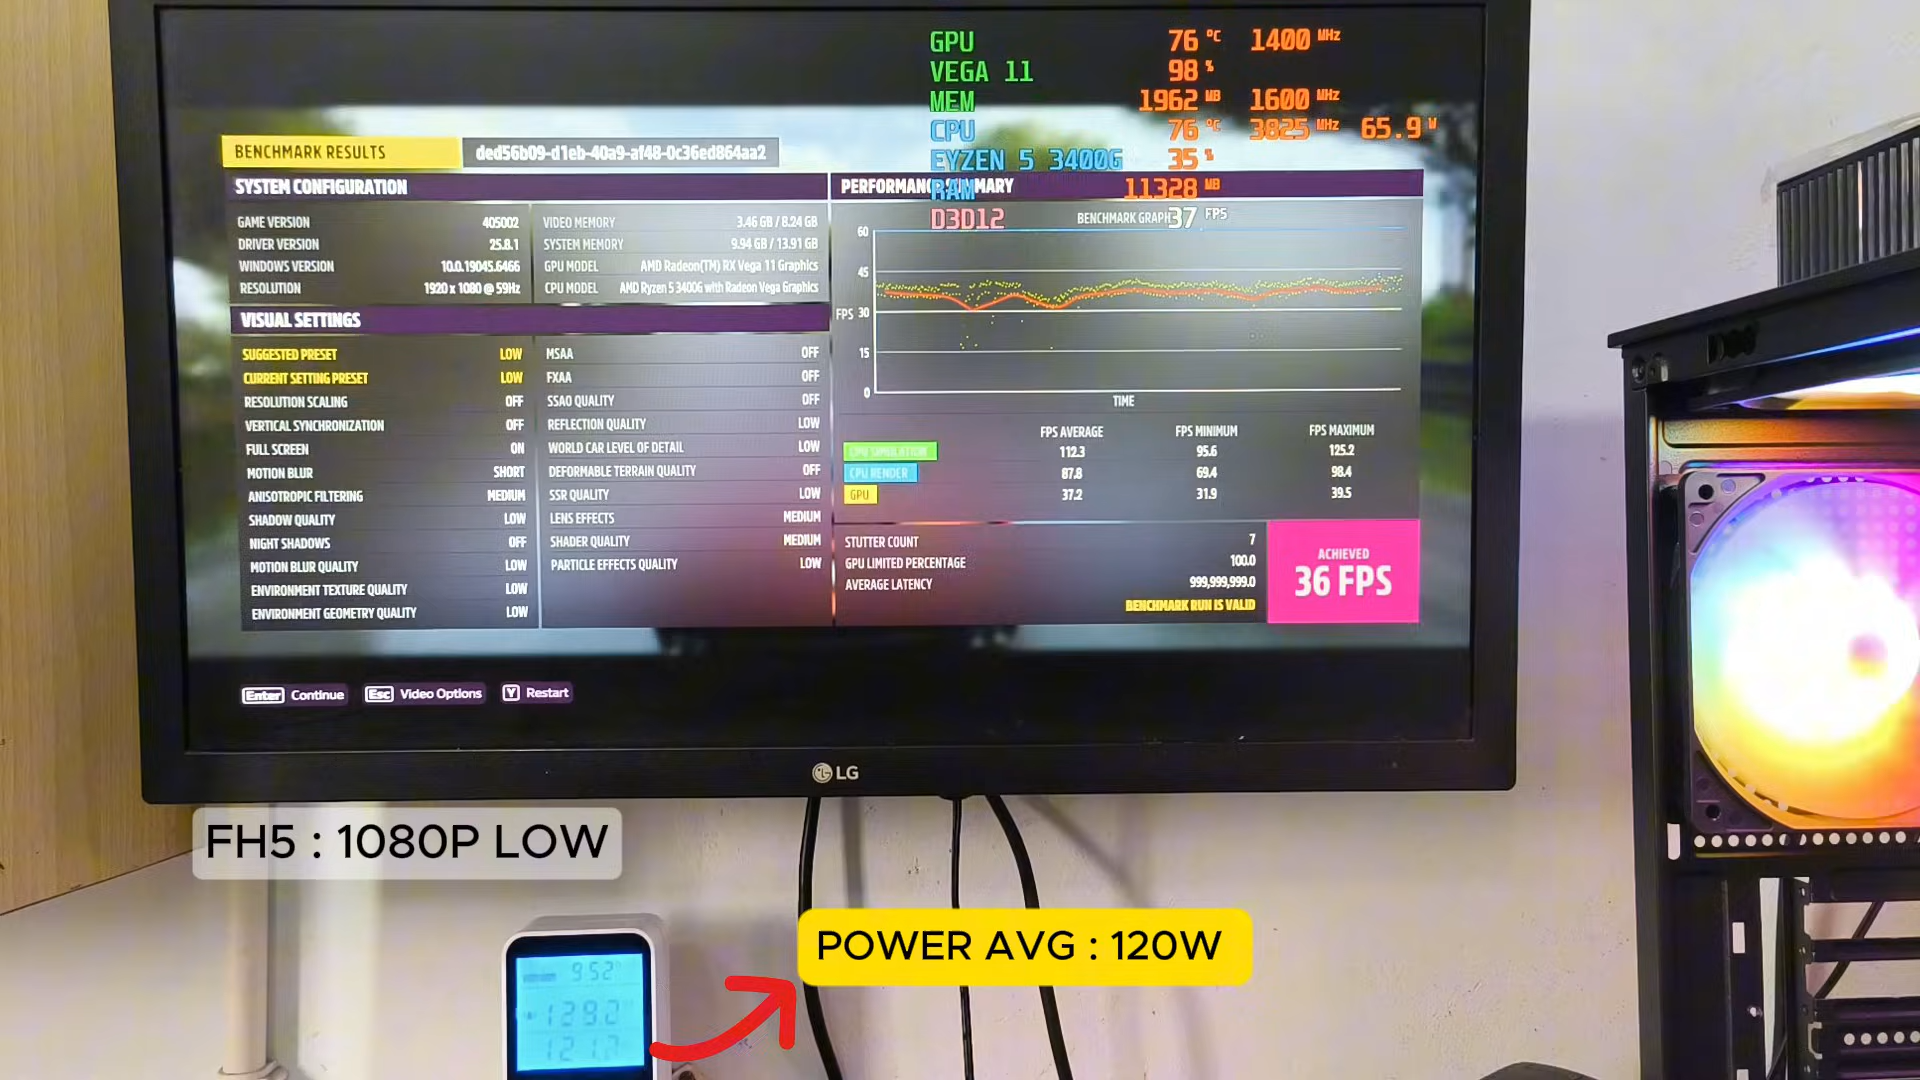 GPU 76 °C 1400 MHz
VEGA 11 98 %
MEM 1962 MB 1600 MHz
CPU 76 °C 3825 MHz 65.9 W
EYZEN 5 3400G 35 %
RAM 11328 MB
D3D12 37 FPS
BENCHMARK RESULTS ded56b09-d1eb-40a9-af48-0c36ed864aa2
SYSTEM CONFIGURATION
GAME VERSION 405002
DRIVER VERSION 25.8.1
WINDOWS VERSION 10.0.19045.6466
RESOLUTION 1920 x 1080 @ 59Hz
VIDEO MEMORY 3.46 GB / 8.24 GB
SYSTEM MEMORY 9.94 GB / 13.91 GB
GPU MODEL AMD Radeon(TM) RX Vega 11 Graphics
CPU MODEL AMD Ryzen 5 3400G with Radeon Vega Graphics
VISUAL SETTINGS
SUGGESTED PRESET LOW
CURRENT SETTING PRESET LOW
RESOLUTION SCALING OFF
VERTICAL SYNCHRONIZATION OFF
FULL SCREEN ON
MOTION BLUR SHORT
ANISOTROPIC FILTERING MEDIUM
SHADOW QUALITY LOW
NIGHT SHADOWS OFF
MOTION BLUR QUALITY LOW
ENVIRONMENT TEXTURE QUALITY LOW
ENVIRONMENT GEOMETRY QUALITY LOW
MSAA OFF
FXAA OFF
SSAO QUALITY OFF
REFLECTION QUALITY LOW
WORLD CAR LEVEL OF DETAIL LOW
DEFORMABLE TERRAIN QUALITY OFF
SSR QUALITY LOW
LENS EFFECTS MEDIUM
SHADER QUALITY MEDIUM
PARTICLE EFFECTS QUALITY LOW
PERFORMANCE SUMMARY
BENCHMARK GRAPH
60
45
FPS 30
15
0
TIME
FPS AVERAGE FPS MINIMUM FPS MAXIMUM
CPU SIMULATION 112.3 95.6 125.2
CPU RENDER 87.8 69.4 98.4
GPU 37.2 31.9 39.5
STUTTER COUNT 7
GPU LIMITED PERCENTAGE 100.0
AVERAGE LATENCY 999,999,999.0
BENCHMARK RUN IS VALID
ACHIEVED
36 FPS
Enter Continue Esc Video Options Y Restart
LG
FH5 : 1080P LOW
POWER AVG : 120W
9:52
129.2
121.7